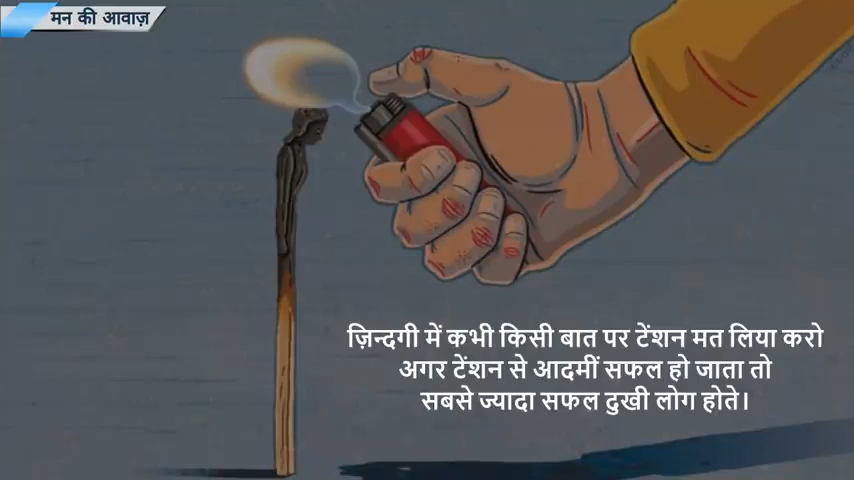 मन की आवाज़
ज़िन्दगी में कभी किसी बात पर टेंशन मत लिया करो
अगर टेंशन से आदमीं सफल हो जाता तो
सबसे ज्यादा सफल दुखी लोग होते।